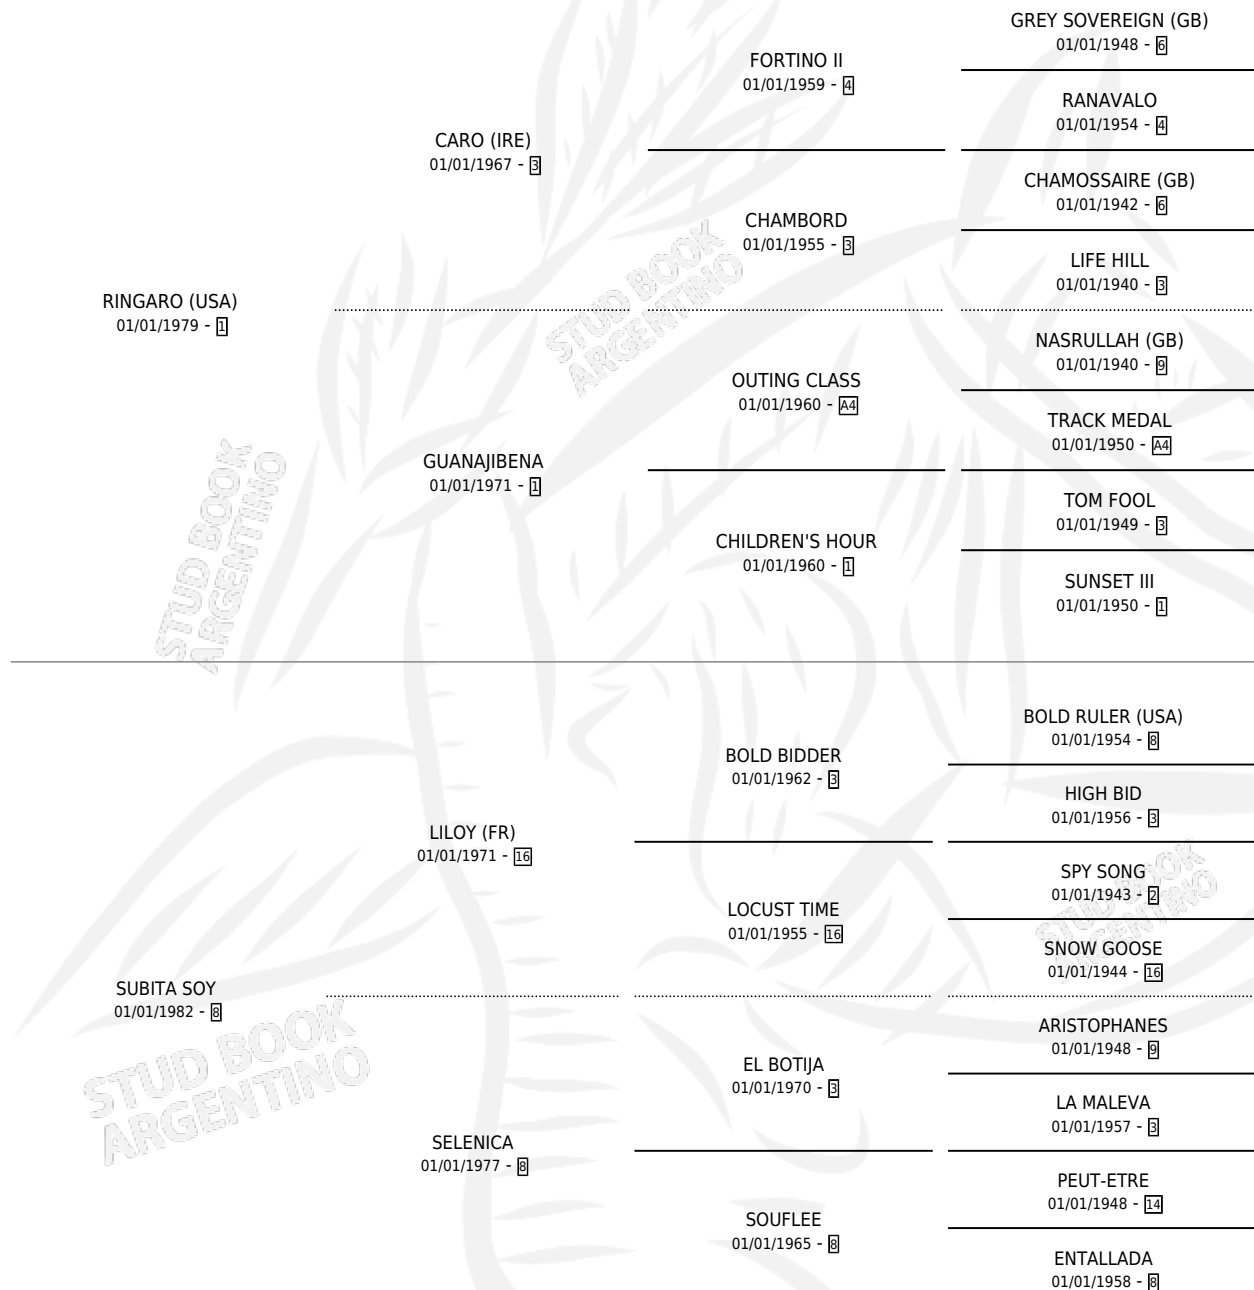 GREY SOVEREIGN (GB)
01/01/1948 - 6
FORTINO II
01/01/1959 - 4
RANAVALO
01/01/1954 - 4
CARO (IRE)
01/01/1967 - 3
CHAMOSSAIRE (GB)
01/01/1942 - 6
CHAMBORD
01/01/1955 - 3
LIFE HILL
01/01/1940 - 3
RINGARO (USA)
01/01/1979 - 1
NASRULLAH (GB)
01/01/1940 - 9
OUTING CLASS
01/01/1960 - A4
TRACK MEDAL
01/01/1950 - A4
GUANAJIBENA
01/01/1971 - 1
TOM FOOL
01/01/1949 - 3
CHILDREN'S HOUR
01/01/1960 - 1
SUNSET III
01/01/1950 - 1
STUD BOOK
ARGENTINO
STUD BOOK
ARGENTINO
BOLD RULER (USA)
01/01/1954 - 8
BOLD BIDDER
01/01/1962 - 3
HIGH BID
01/01/1956 - 3
LILOY (FR)
01/01/1971 - 16
SPY SONG
01/01/1943 - 2
LOCUST TIME
01/01/1955 - 16
SNOW GOOSE
01/01/1944 - 16
SUBITA SOY
01/01/1982 - 8
ARISTOPHANES
01/01/1948 - 9
EL BOTIJA
01/01/1970 - 3
LA MALEVA
01/01/1957 - 3
SELENICA
01/01/1977 - 8
PEUT-ETRE
01/01/1948 - 14
SOUFLEE
01/01/1965 - 8
ENTALLADA
01/01/1958 - 8
STUD BOOK
ARGENTINO
STUD BOOK
ARGENTINO